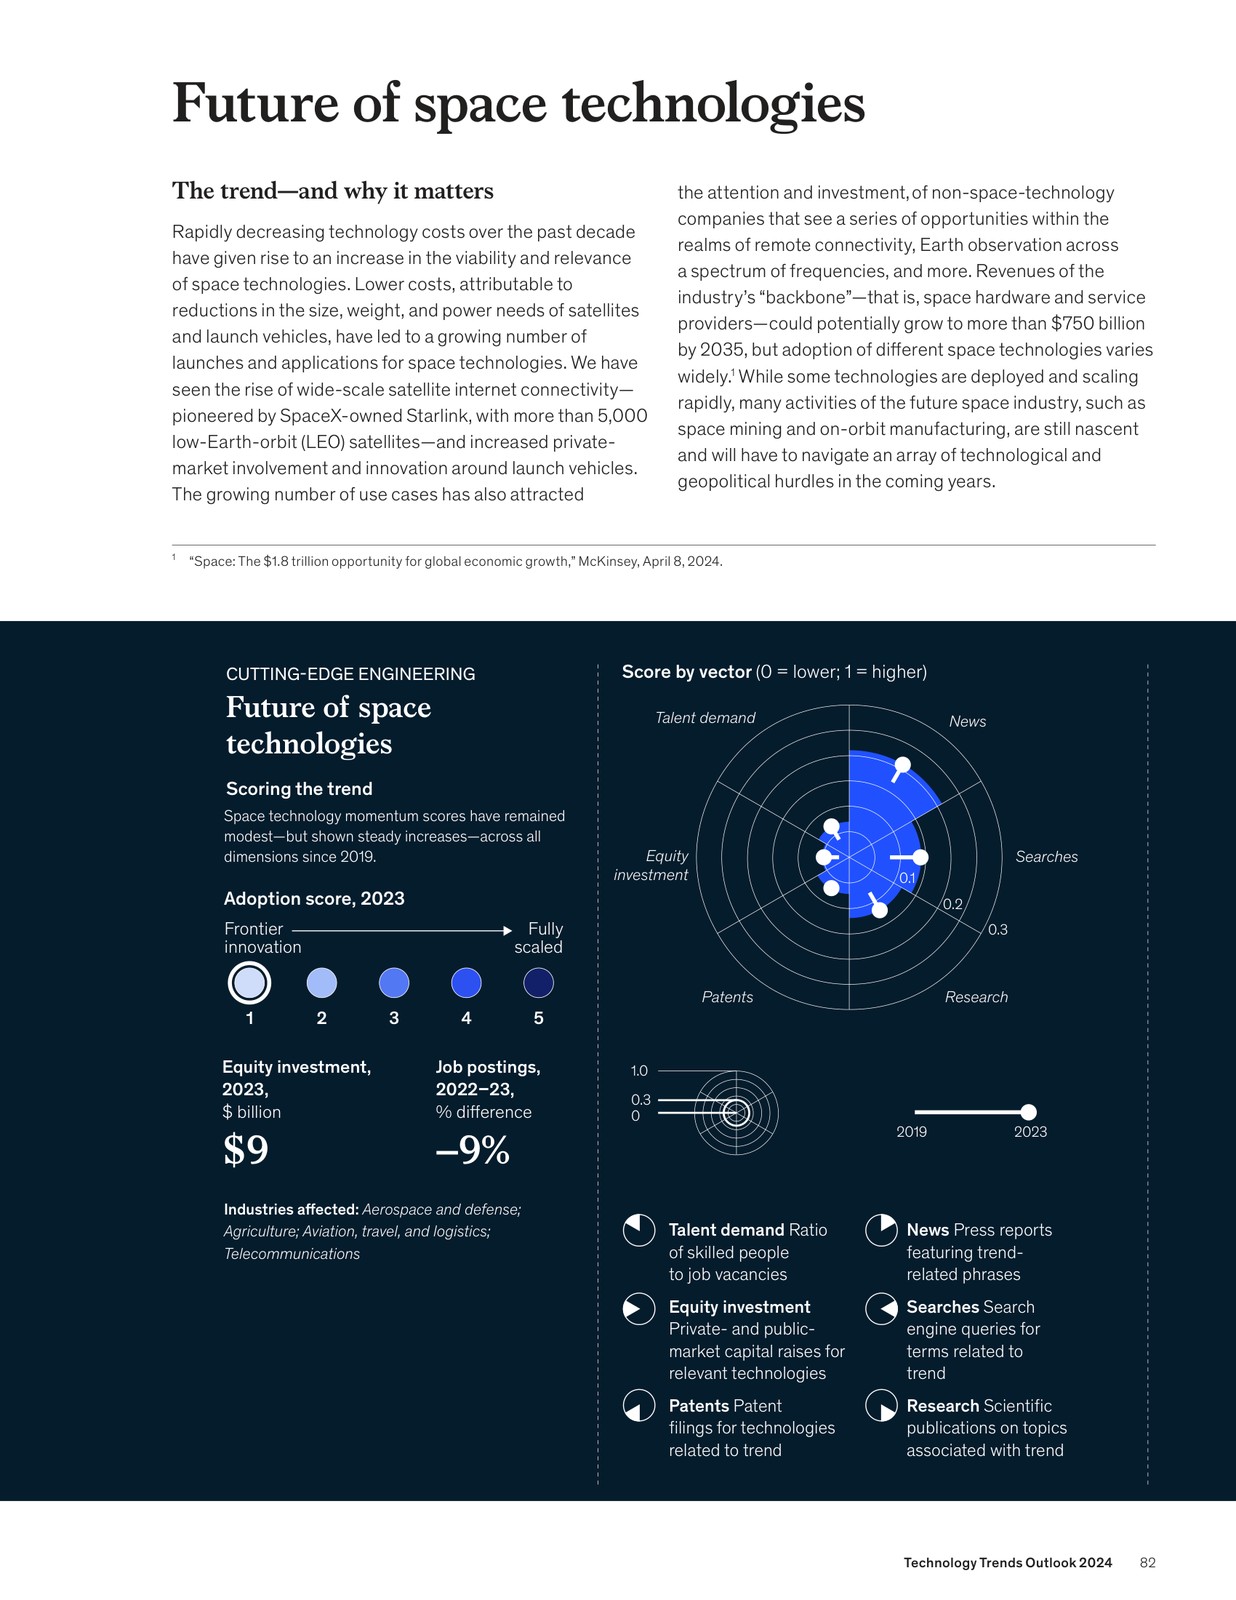 Future of space technologies
The trend—and why it matters
Rapidly decreasing technology costs over the past decade
have given rise to an increase in the viability and relevance
of space technologies. Lower costs, attributable to
reductions in the size, weight, and power needs of satellites
and launch vehicles, have led to a growing number of
launches and applications for space technologies. We have
seen the rise of wide-scale satellite internet connectivity—
pioneered by SpaceX-owned Starlink, with more than 5,000
low-Earth-orbit (LEO) satellites—and increased private-
market involvement and innovation around launch vehicles.
The growing number of use cases has also attracted
the attention and investment, of non-space-technology
companies that see a series of opportunities within the
realms of remote connectivity, Earth observation across
a spectrum of frequencies, and more. Revenues of the
industry's “backbone”—that is, space hardware and service
providers—could potentially grow to more than $750 billion
by 2035, but adoption of different space technologies varies
widely.¹ While some technologies are deployed and scaling
rapidly, many activities of the future space industry, such as
space mining and on-orbit manufacturing, are still nascent
and will have to navigate an array of technological and
geopolitical hurdles in the coming years.
1 “Space: The $1.8 trillion opportunity for global economic growth,” McKinsey, April 8, 2024.
CUTTING-EDGE ENGINEERING
Future of space
technologies
Scoring the trend
Space technology momentum scores have remained
modest—but shown steady increases—across all
dimensions since 2019.
Adoption score, 2023
Frontier
innovation
Fully
scaled
1 2 3 4 5
Equity investment,
2023,
$ billion
$9
Job postings,
2022–23,
% difference
–9%
Industries affected: Aerospace and defense;
Agriculture; Aviation, travel, and logistics;
Telecommunications
Score by vector (0 = lower; 1 = higher)
Talent demand
News
Equity
investment
Searches
0.1
0.2
0.3
Patents
Research
1.0
0.3
0
2019
2023
Talent demand Ratio
of skilled people
to job vacancies
News Press reports
featuring trend-
related phrases
Equity investment
Private- and public-
market capital raises for
relevant technologies
Searches Search
engine queries for
terms related to
trend
Patents Patent
filings for technologies
related to trend
Research Scientific
publications on topics
associated with trend
Technology Trends Outlook 2024 82